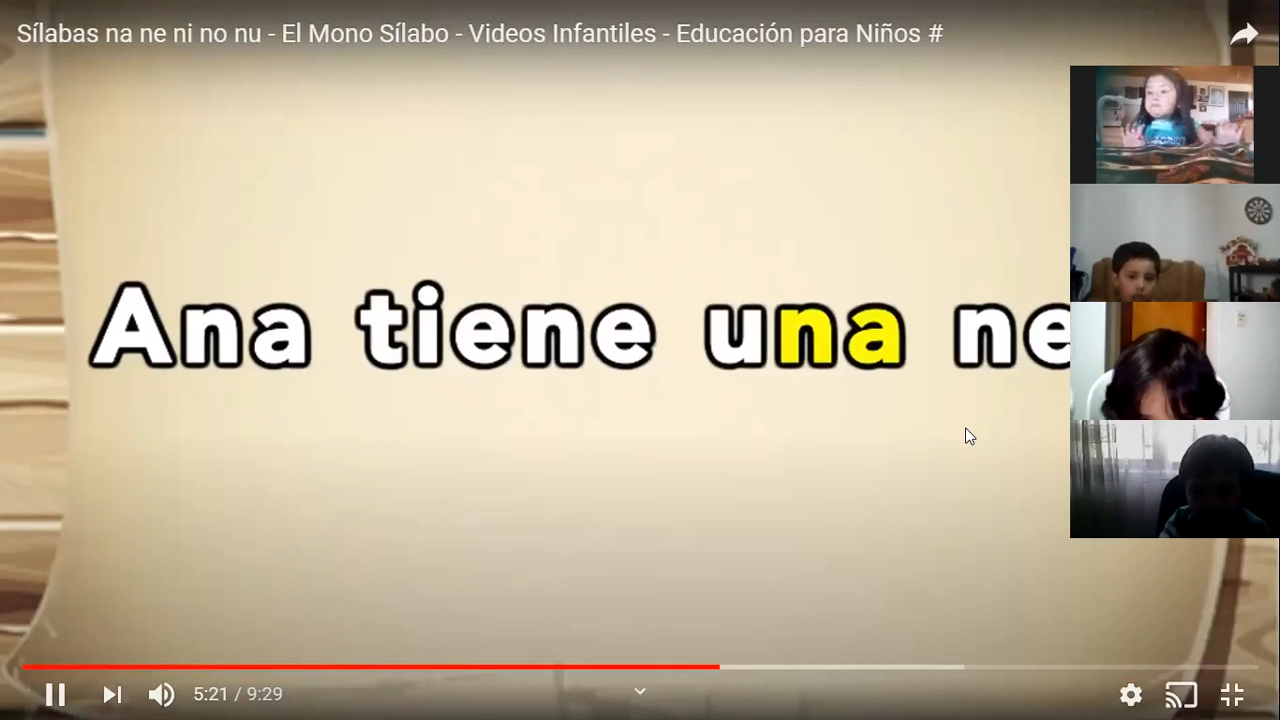 Sílabas na ne ni no nu - El Mono Sílabo - Videos Infantiles - Educación para Niños #
Ana tiene una ne
5:21 / 9:29